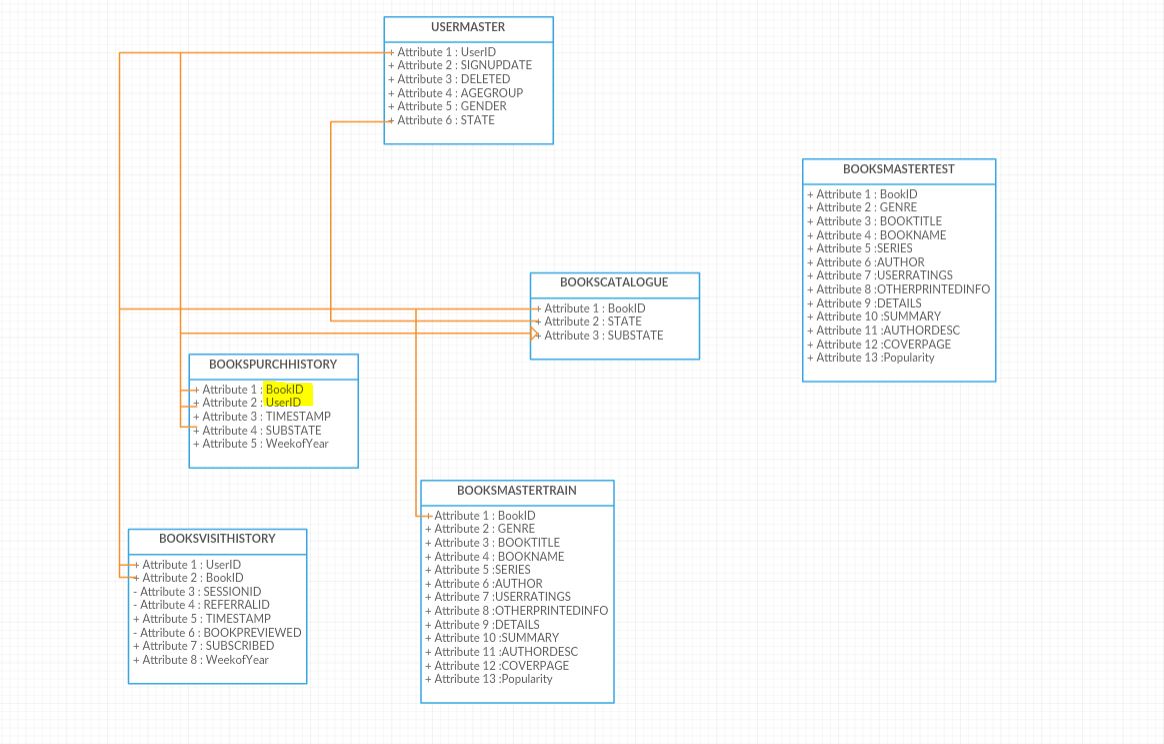 USERMASTER
+ Attribute 1 : UserID
+ Attribute 2 : SIGNUPDATE
+ Attribute 3 : DELETED
+ Attribute 4 : AGEGROUP
+ Attribute 5 : GENDER
+ Attribute 6 : STATE
BOOKSMASTERTEST
+ Attribute 1 : BookID
+ Attribute 2 : GENRE
+ Attribute 3 : BOOKTITLE
+ Attribute 4 : BOOKNAME
+ Attribute 5 :SERIES
+ Attribute 6 :AUTHOR
+ Attribute 7 :USERRATINGS
+ Attribute 8 :OTHERPRINTEDINFO
+ Attribute 9 :DETAILS
+ Attribute 10 :SUMMARY
+ Attribute 11 :AUTHORDESC
+ Attribute 12 :COVERPAGE
+ Attribute 13 :Popularity
BOOKSCATALOGUE
+ Attribute 1 : BookID
+ Attribute 2 : STATE
+ Attribute 3 : SUBSTATE
BOOKSPURCHHISTORY
+ Attribute 1 : BookID
+ Attribute 2 : UserID
+ Attribute 3 : TIMESTAMP
+ Attribute 4 : SUBSTATE
+ Attribute 5 : WeekofYear
BOOKSMASTERTRAIN
+ Attribute 1 : BookID
+ Attribute 2 : GENRE
+ Attribute 3 : BOOKTITLE
+ Attribute 4 : BOOKNAME
+ Attribute 5 :SERIES
+ Attribute 6 :AUTHOR
+ Attribute 7 :USERRATINGS
+ Attribute 8 :OTHERPRINTEDINFO
+ Attribute 9 :DETAILS
+ Attribute 10 :SUMMARY
+ Attribute 11 :AUTHORDESC
+ Attribute 12 :COVERPAGE
+ Attribute 13 :Popularity
BOOKSVISITHISTORY
+ Attribute 1 : UserID
+ Attribute 2 : BookID
- Attribute 3 : SESSIONID
- Attribute 4 : REFERRALID
+ Attribute 5 : TIMESTAMP
- Attribute 6 : BOOKPREVIEWED
+ Attribute 7 : SUBSCRIBED
+ Attribute 8 : WeekofYear